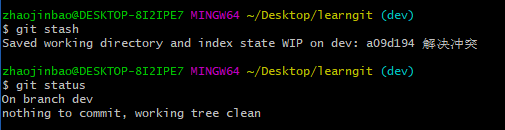 zhaojinbao@DESKTOP-8I2IPE7 MINGW64 ~/Desktop/learngit (dev)
$ git stash
Saved working directory and index state WIP on dev: a09d194 解决冲突
zhaojinbao@DESKTOP-8I2IPE7 MINGW64 ~/Desktop/learngit (dev)
$ git status
On branch dev
nothing to commit, working tree clean